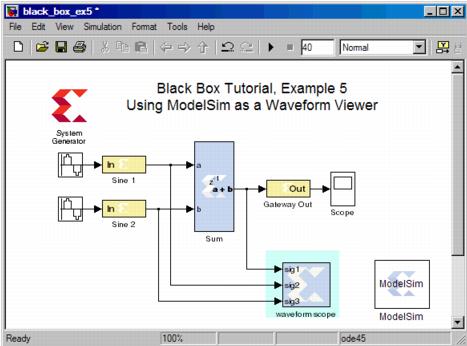 black_box_ex5 *
File Edit View Simulation Format Tools Help
40 Normal
Black Box Tutorial, Example 5
Using ModelSim as a Waveform Viewer
System
Generator
In
Sine 1
In
Sine 2
a
b
z-1
a + b
Sum
Out
Gateway Out
Scope
sig1
sig2
sig3
waveform scope
ModelSim
ModelSim
Ready 100% ode45